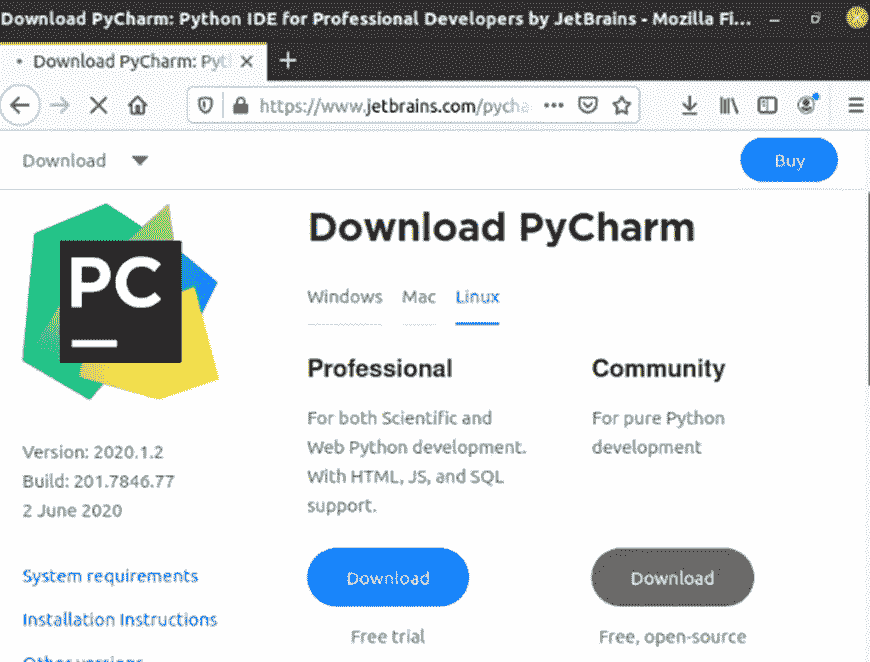 Download PyCharm: Python IDE for Professional Developers by JetBrains - Mozilla Fi...
Download PyCharm: Pyt
https://www.jetbrains.com/pycha
Download
Buy
PC
Download PyCharm
Windows Mac Linux
Professional
Community
For both Scientific and
Web Python development.
With HTML, JS, and SQL
support.
For pure Python
development
Version: 2020.1.2
Build: 201.7846.77
2 June 2020
System requirements
Installation Instructions
Other versions
Download
Download
Free trial
Free, open-source